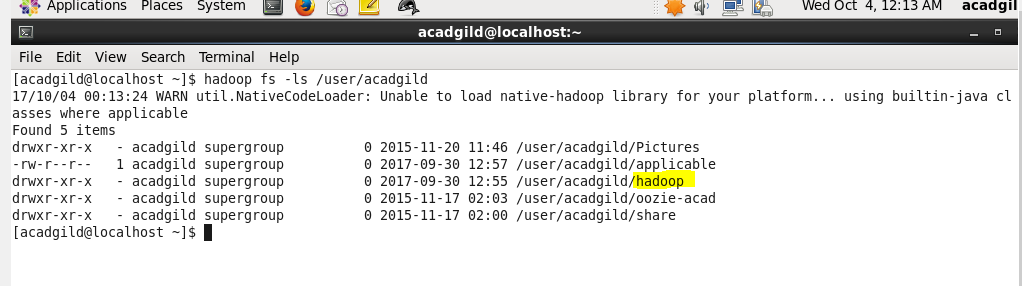 Applications Places System Wed Oct 4, 12:13 AM acadgil
acadgild@localhost:~
File Edit View Search Terminal Help
[acadgild@localhost ~]$ hadoop fs -ls /user/acadgild
17/10/04 00:13:24 WARN util.NativeCodeLoader: Unable to load native-hadoop library for your platform... using builtin-java cl
asses where applicable
Found 5 items
drwxr-xr-x - acadgild supergroup 0 2015-11-20 11:46 /user/acadgild/Pictures
-rw-r--r-- 1 acadgild supergroup 0 2017-09-30 12:57 /user/acadgild/applicable
drwxr-xr-x - acadgild supergroup 0 2017-09-30 12:55 /user/acadgild/hadoop
drwxr-xr-x - acadgild supergroup 0 2015-11-17 02:03 /user/acadgild/oozie-acad
drwxr-xr-x - acadgild supergroup 0 2015-11-17 02:00 /user/acadgild/share
[acadgild@localhost ~]$